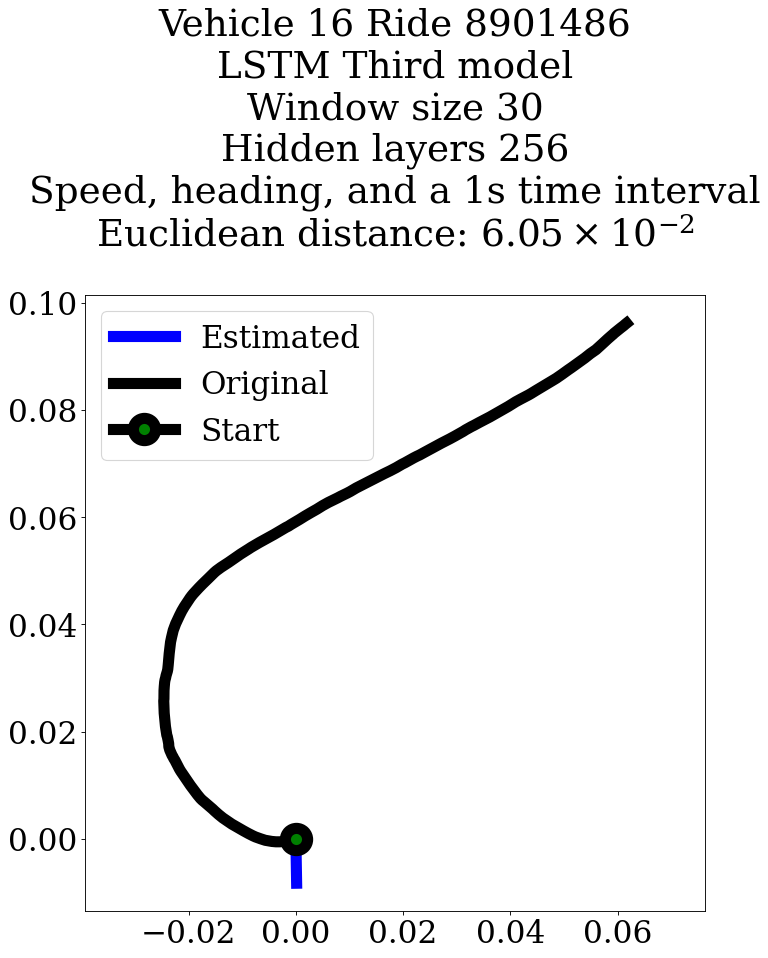 Vehicle 16 Ride 8901486
LSTM Third model
Window size 30
Hidden layers 256
Speed, heading, and a 1s time interval
Euclidean distance: 6.05 × 10⁻²
0.10
0.08
0.06
0.04
0.02
0.00
Estimated
Original
Start
−0.02 0.00 0.02 0.04 0.06